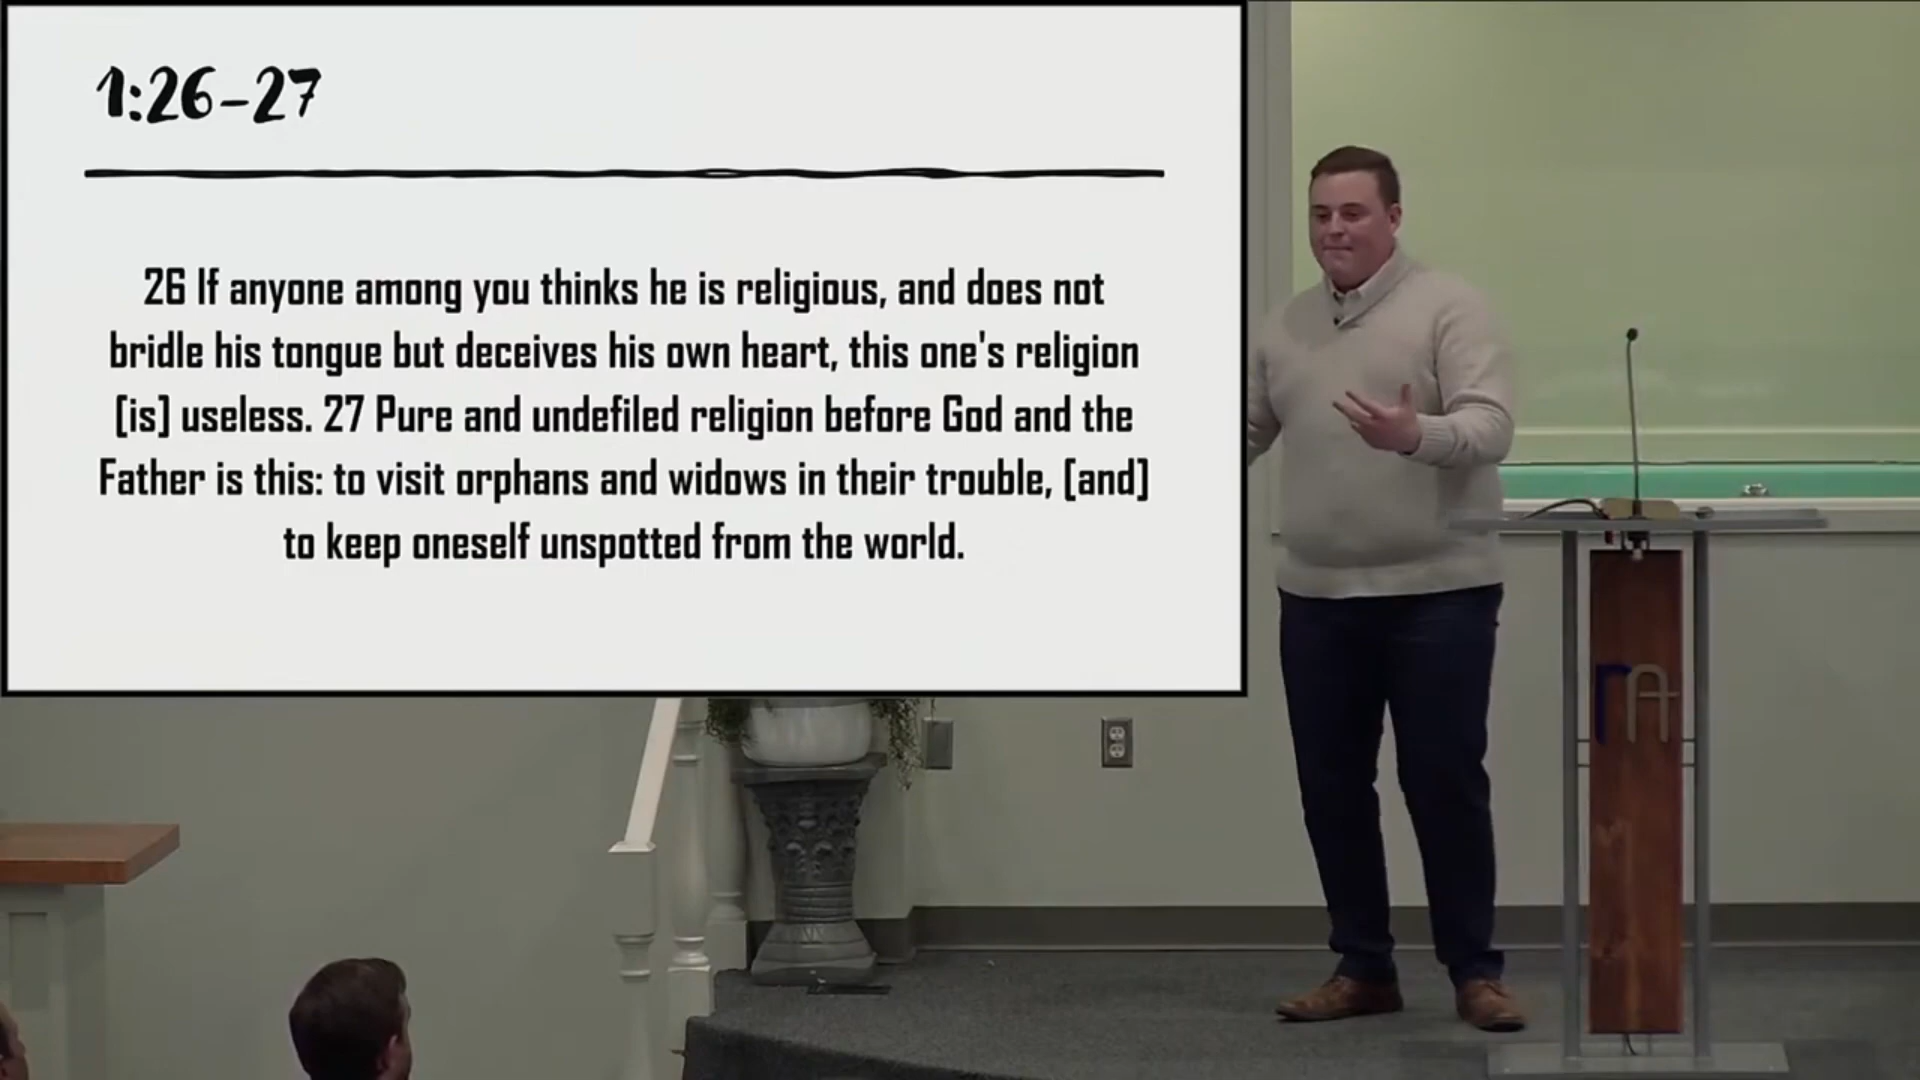 1:26-27
26 If anyone among you thinks he is religious, and does not
bridle his tongue but deceives his own heart, this one's religion
[is] useless. 27 Pure and undefiled religion before God and the
Father is this: to visit orphans and widows in their trouble, [and]
to keep oneself unspotted from the world.